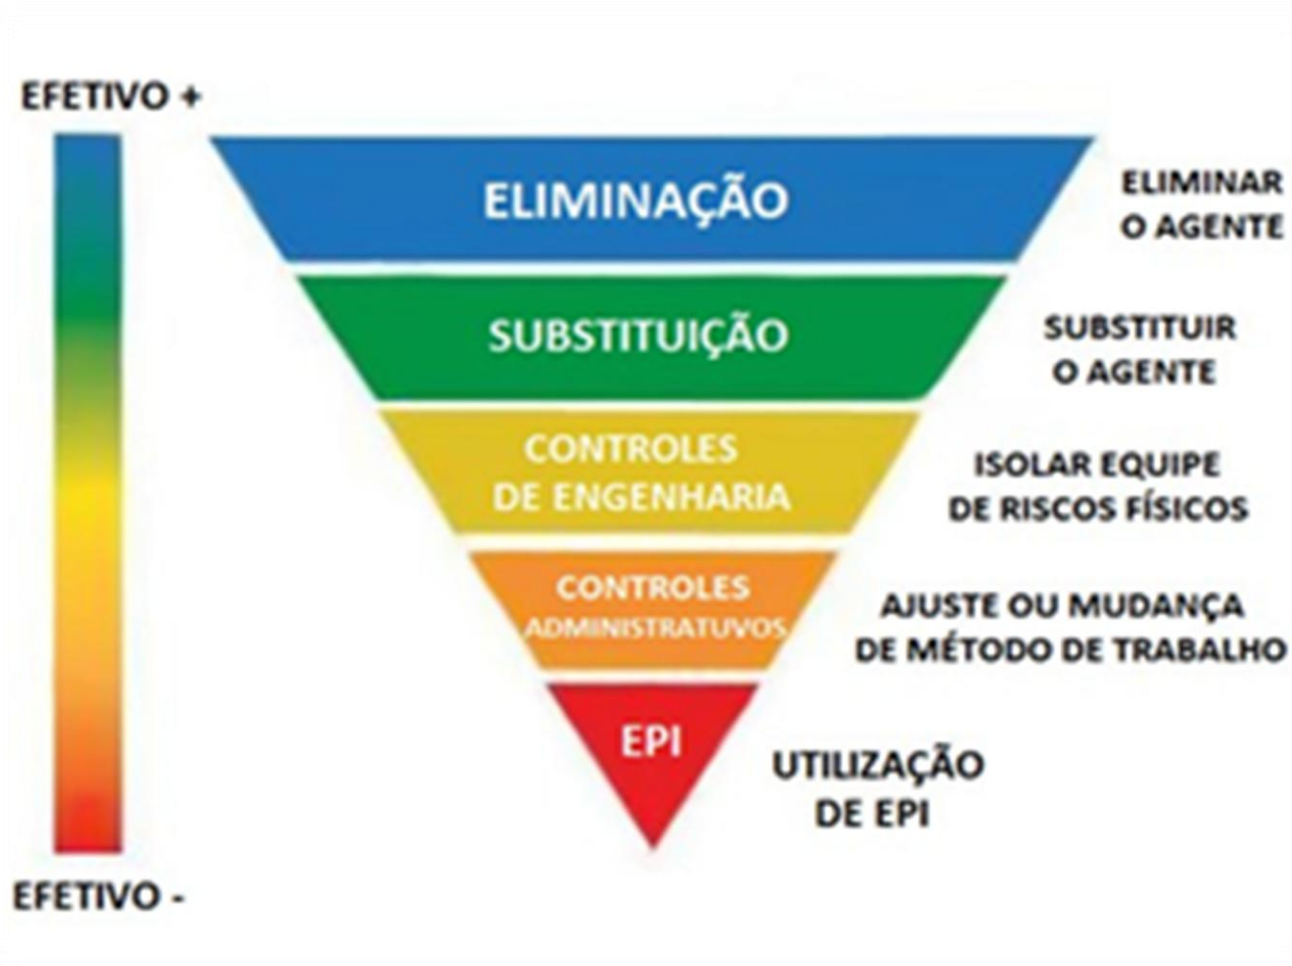 EFETIVO +
ELIMINAÇÃO
ELIMINAR
O AGENTE
SUBSTITUIÇÃO
SUBSTITUIR
O AGENTE
CONTROLES
DE ENGENHARIA
ISOLAR EQUIPE
DE RISCOS FÍSICOS
CONTROLES
ADMINISTRATUVOS
AJUSTE OU MUDANÇA
DE MÉTODO DE TRABALHO
EPI
UTILIZAÇÃO
DE EPI
EFETIVO -